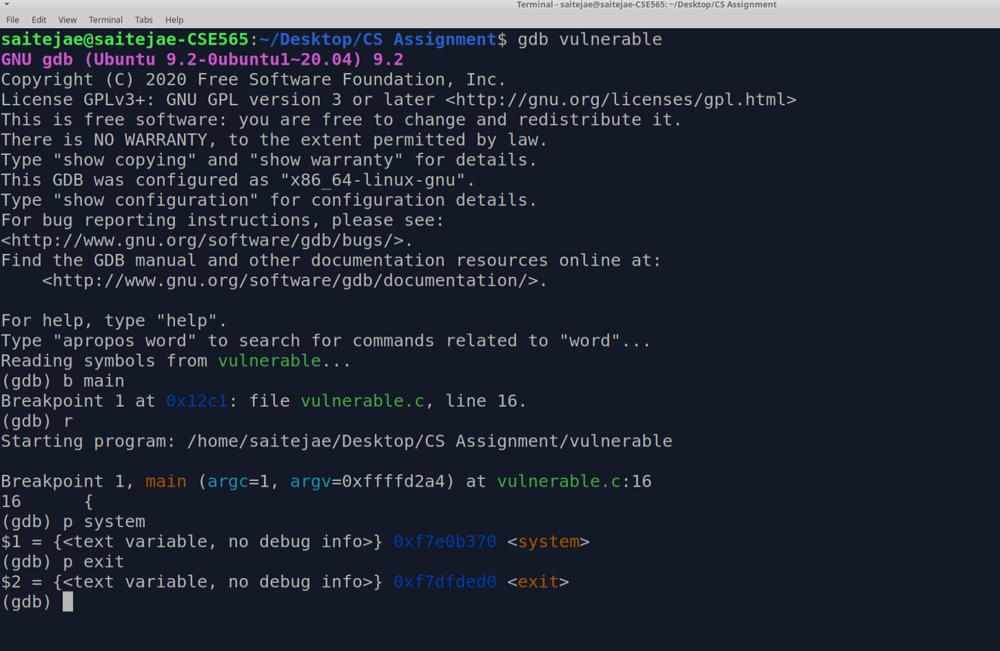 Terminal - saitejae@saitejae-CSE565: ~/Desktop/CS Assignment
File Edit View Terminal Tabs Help
saitejae@saitejae-CSE565:~/Desktop/CS Assignment$ gdb vulnerable
GNU gdb (Ubuntu 9.2-0ubuntu1~20.04) 9.2
Copyright (C) 2020 Free Software Foundation, Inc.
License GPLv3+: GNU GPL version 3 or later <http://gnu.org/licenses/gpl.html>
This is free software: you are free to change and redistribute it.
There is NO WARRANTY, to the extent permitted by law.
Type "show copying" and "show warranty" for details.
This GDB was configured as "x86_64-linux-gnu".
Type "show configuration" for configuration details.
For bug reporting instructions, please see:
<http://www.gnu.org/software/gdb/bugs/>.
Find the GDB manual and other documentation resources online at:
    <http://www.gnu.org/software/gdb/documentation/>.

For help, type "help".
Type "apropos word" to search for commands related to "word"...
Reading symbols from vulnerable...
(gdb) b main
Breakpoint 1 at 0x12c1: file vulnerable.c, line 16.
(gdb) r
Starting program: /home/saitejae/Desktop/CS Assignment/vulnerable

Breakpoint 1, main (argc=1, argv=0xffffd2a4) at vulnerable.c:16
16      {
(gdb) p system
$1 = {<text variable, no debug info>} 0xf7e0b370 <system>
(gdb) p exit
$2 = {<text variable, no debug info>} 0xf7dfded0 <exit>
(gdb)